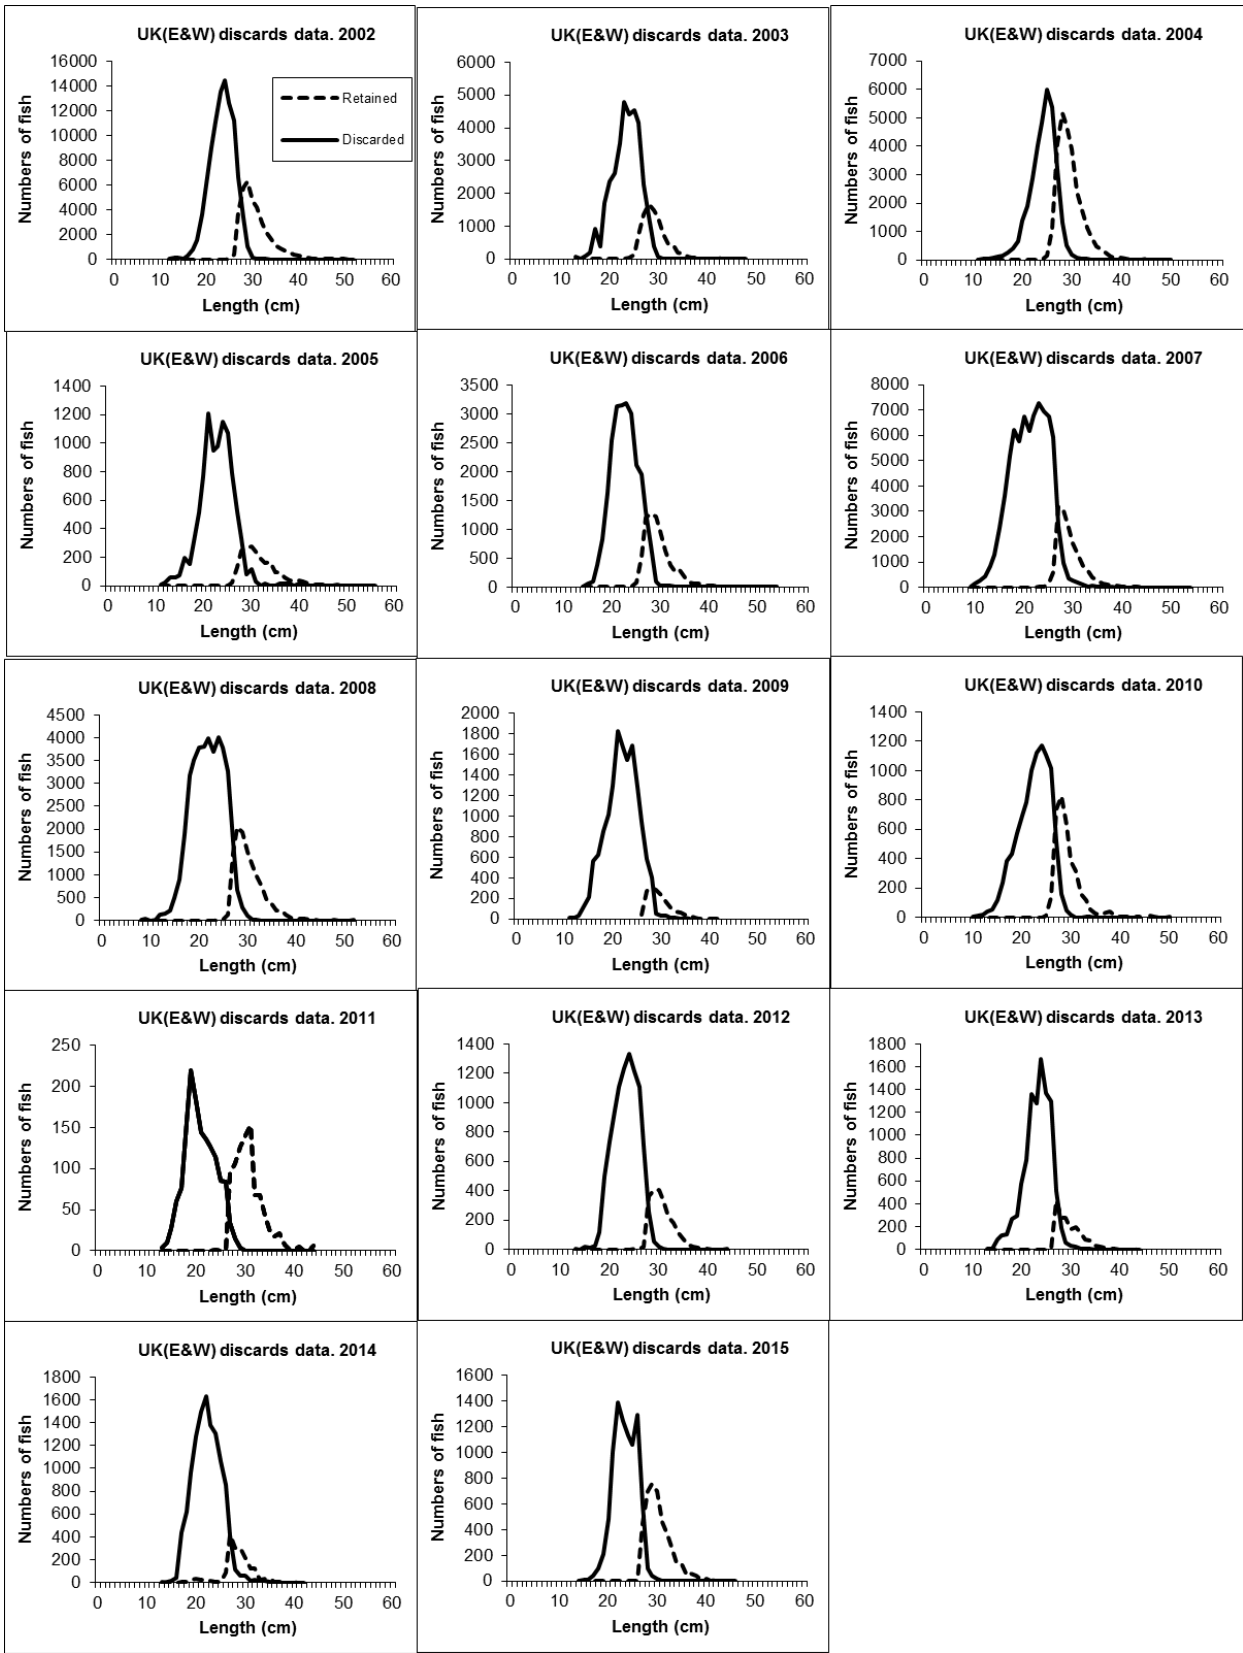 UK(E&W) discards data. 2002
Numbers of fish
16000
14000
12000
10000
8000
6000
4000
2000
0
Retained
Discarded
0 10 20 30 40 50 60
Length (cm)
UK(E&W) discards data. 2003
Numbers of fish
6000
5000
4000
3000
2000
1000
0
0 10 20 30 40 50 60
Length (cm)
UK(E&W) discards data. 2004
Numbers of fish
7000
6000
5000
4000
3000
2000
1000
0
0 10 20 30 40 50 60
Length (cm)
UK(E&W) discards data. 2005
Numbers of fish
1400
1200
1000
800
600
400
200
0
0 10 20 30 40 50 60
Length (cm)
UK(E&W) discards data. 2006
Numbers of fish
3500
3000
2500
2000
1500
1000
500
0
0 10 20 30 40 50 60
Length (cm)
UK(E&W) discards data. 2007
Numbers of fish
8000
7000
6000
5000
4000
3000
2000
1000
0
0 10 20 30 40 50 60
Length (cm)
UK(E&W) discards data. 2008
Numbers of fish
4500
4000
3500
3000
2500
2000
1500
1000
500
0
0 10 20 30 40 50 60
Length (cm)
UK(E&W) discards data. 2009
Numbers of fish
2000
1800
1600
1400
1200
1000
800
600
400
200
0
0 10 20 30 40 50 60
Length (cm)
UK(E&W) discards data. 2010
Numbers of fish
1400
1200
1000
800
600
400
200
0
0 10 20 30 40 50 60
Length (cm)
UK(E&W) discards data. 2011
Numbers of fish
250
200
150
100
50
0
0 10 20 30 40 50 60
Length (cm)
UK(E&W) discards data. 2012
Numbers of fish
1400
1200
1000
800
600
400
200
0
0 10 20 30 40 50 60
Length (cm)
UK(E&W) discards data. 2013
Numbers of fish
1800
1600
1400
1200
1000
800
600
400
200
0
0 10 20 30 40 50 60
Length (cm)
UK(E&W) discards data. 2014
Numbers of fish
1800
1600
1400
1200
1000
800
600
400
200
0
0 10 20 30 40 50 60
Length (cm)
UK(E&W) discards data. 2015
Numbers of fish
1600
1400
1200
1000
800
600
400
200
0
0 10 20 30 40 50 60
Length (cm)